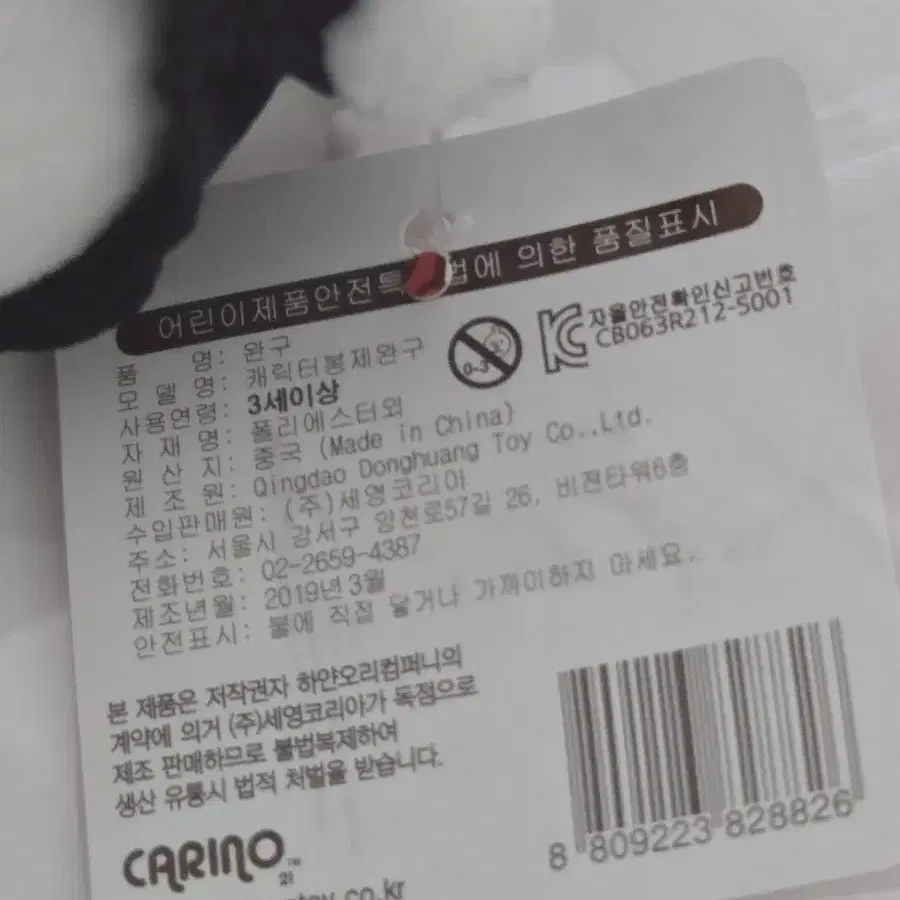 어린이제품안전특 법에 의한 품질표시
품 명: 완구
모 델 명: 캐릭터봉제완구
사용연령: 3세이상
자 재 명: 폴리에스터외
원 산 지: 중국 (Made in China)
제 조 원: Qingdao Donghuang Toy Co.,Ltd.
수입판매원: (주)세영코리아
주소: 서울시 강서구 양천로57길 26, 비젼타워6층
전화번호: 02-2659-4387
제조년월: 2019년 3월
안전표시: 불에 직접 닿거나 가까이하지 마세요.
0-3
KC 자율안전확인신고번호
CB063R212-5001
본 제품은 저작권자 하얀오리컴퍼니의
계약에 의거 (주)세영코리아가 독점으로
제조 판매하므로 불법복제하여
생산 유통시 법적 처벌을 받습니다.
CARINO™
21
8 809223 828826